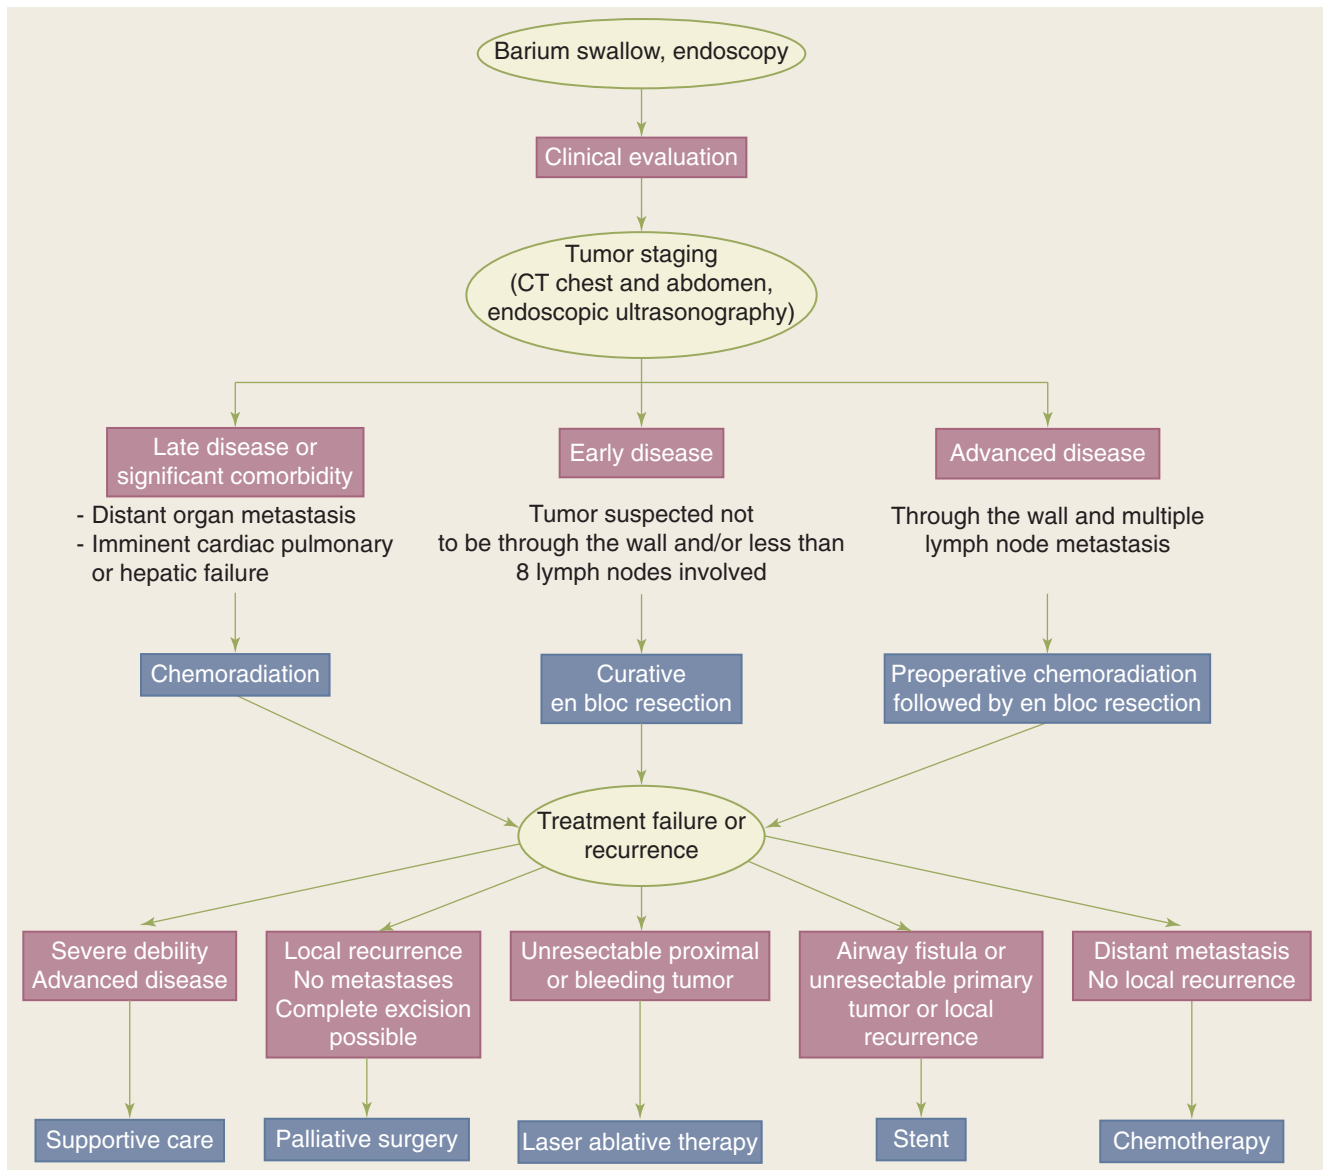 Barium swallow, endoscopy
Clinical evaluation
Tumor staging
(CT chest and abdomen,
endoscopic ultrasonography)
Late disease or
significant comorbidity
- Distant organ metastasis
- Imminent cardiac pulmonary
or hepatic failure
Early disease
Tumor suspected not
to be through the wall and/or less than
8 lymph nodes involved
Advanced disease
Through the wall and multiple
lymph node metastasis
Chemoradiation
Curative
en bloc resection
Preoperative chemoradiation
followed by en bloc resection
Treatment failure or
recurrence
Severe debility
Advanced disease
Local recurrence
No metastases
Complete excision
possible
Unresectable proximal
or bleeding tumor
Airway fistula or
unresectable primary
tumor or local
recurrence
Distant metastasis
No local recurrence
Supportive care
Palliative surgery
Laser ablative therapy
Stent
Chemotherapy